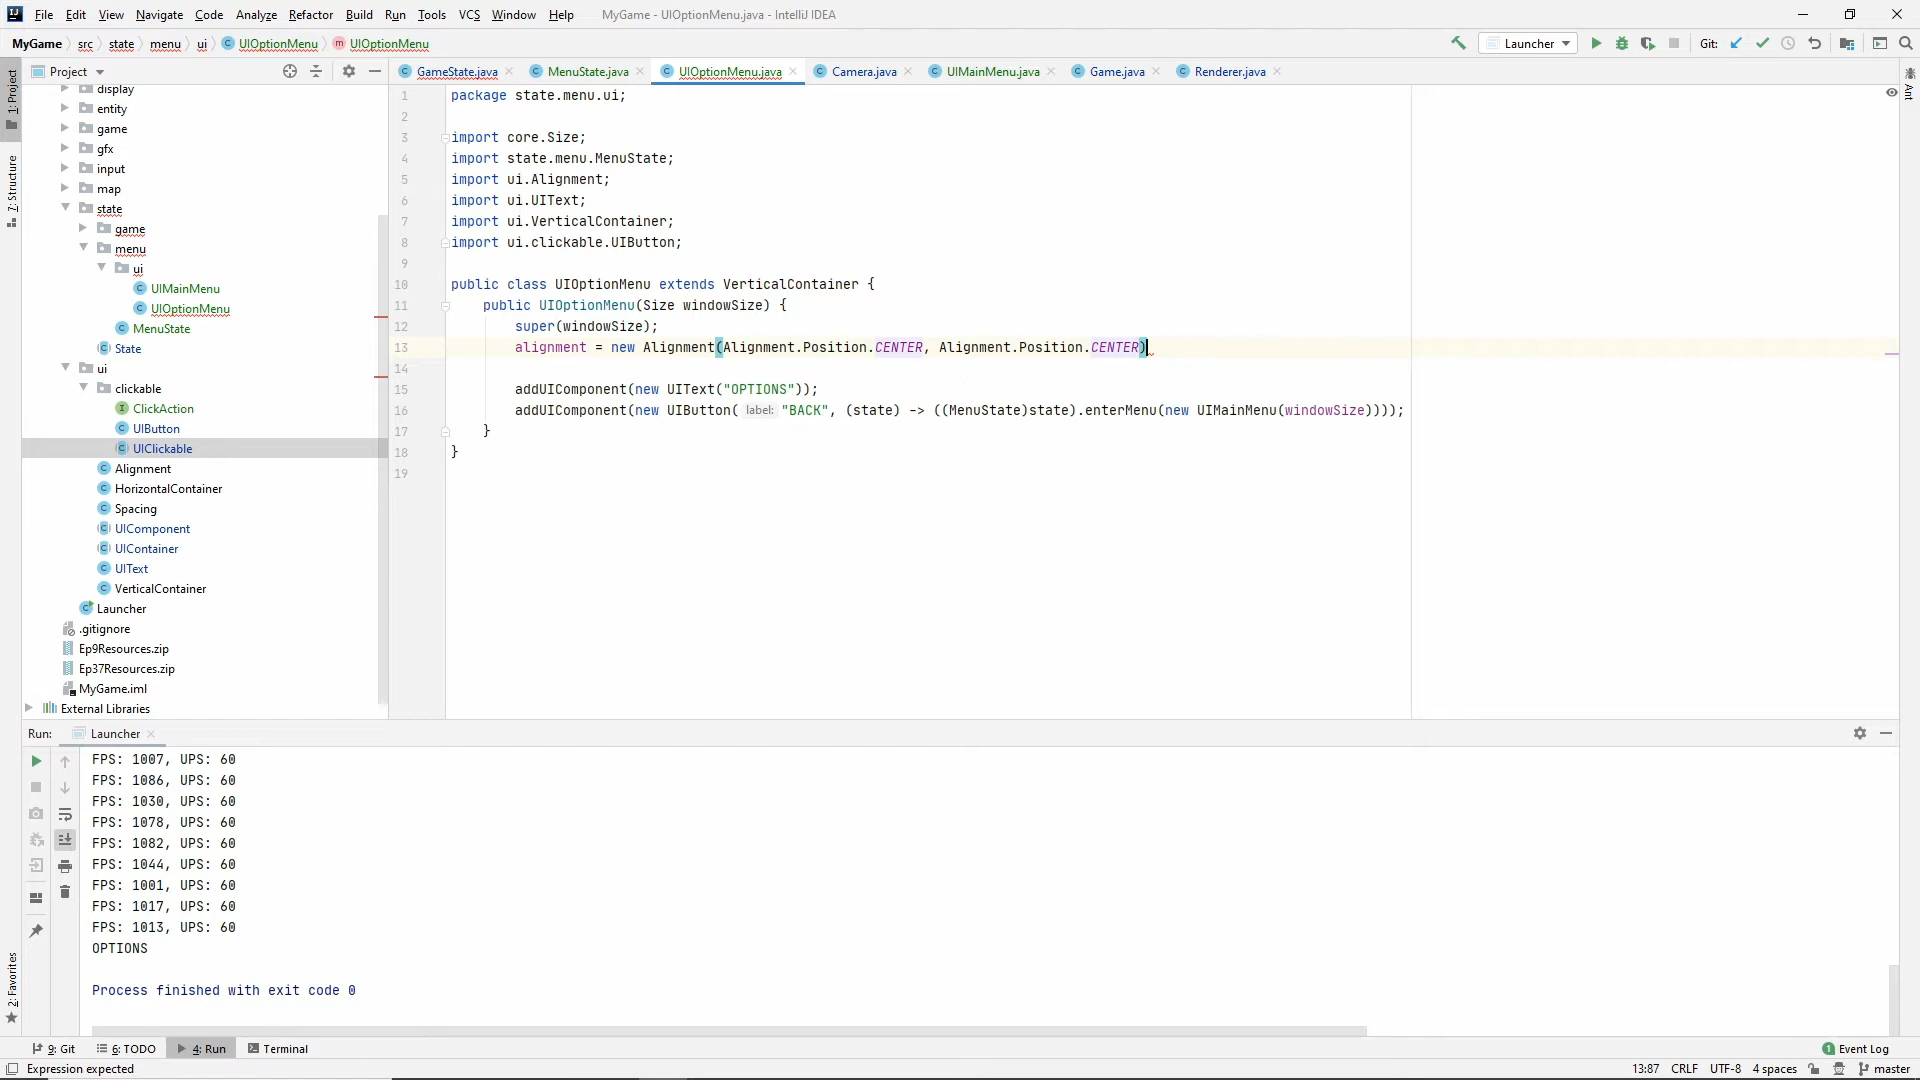 File Edit View Navigate Code Analyze Refactor Build Run Tools VCS Window Help MyGame - UIOptionMenu.java - IntelliJ IDEA
MyGame src state menu ui UIOptionMenu UIOptionMenu Launcher Git:
Project GameState.java MenuState.java UIOptionMenu.java Camera.java UIMainMenu.java Game.java Renderer.java
1: Project
7: Structure
2: Favorites
Ant
display
entity
game
gfx
input
map
state
game
menu
ui
UIMainMenu
UIOptionMenu
MenuState
State
ui
clickable
ClickAction
UIButton
UIClickable
Alignment
HorizontalContainer
Spacing
UIComponent
UIContainer
UIText
VerticalContainer
Launcher
.gitignore
Ep9Resources.zip
Ep37Resources.zip
MyGame.iml
External Libraries
1 package state.menu.ui;
2
3 import core.Size;
4 import state.menu.MenuState;
5 import ui.Alignment;
6 import ui.UIText;
7 import ui.VerticalContainer;
8 import ui.clickable.UIButton;
9
10 public class UIOptionMenu extends VerticalContainer {
11 public UIOptionMenu(Size windowSize) {
12 super(windowSize);
13 alignment = new Alignment(Alignment.Position.CENTER, Alignment.Position.CENTER)
14
15 addUIComponent(new UIText("OPTIONS"));
16 addUIComponent(new UIButton( label: "BACK", (state) -> ((MenuState)state).enterMenu(new UIMainMenu(windowSize))));
17 }
18 }
19
Run: Launcher
FPS: 1007, UPS: 60
FPS: 1086, UPS: 60
FPS: 1030, UPS: 60
FPS: 1078, UPS: 60
FPS: 1082, UPS: 60
FPS: 1044, UPS: 60
FPS: 1001, UPS: 60
FPS: 1017, UPS: 60
FPS: 1013, UPS: 60
OPTIONS
Process finished with exit code 0
9: Git 6: TODO 4: Run Terminal 1 Event Log
Expression expected 13:87 CRLF UTF-8 4 spaces master